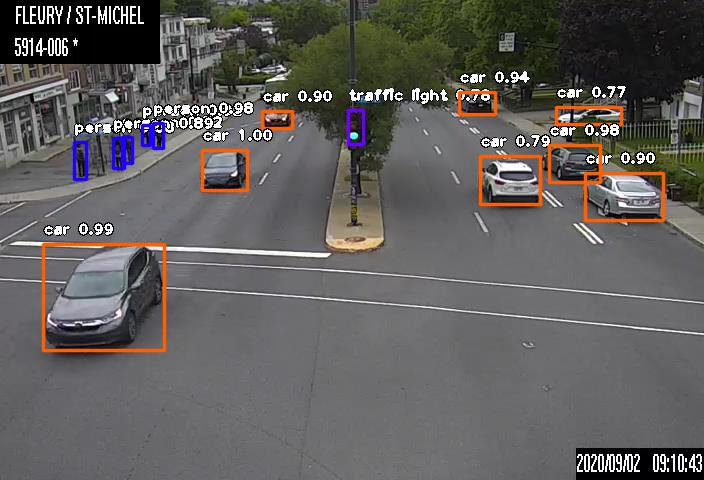 FLEURY / ST-MICHEL
5914-006 *
car 0.94
car 0.77
car 0.90
traffic light 0.78
car 1.00
car 0.79
car 0.98
car 0.90
car 0.99
2020/09/02 09:10:43